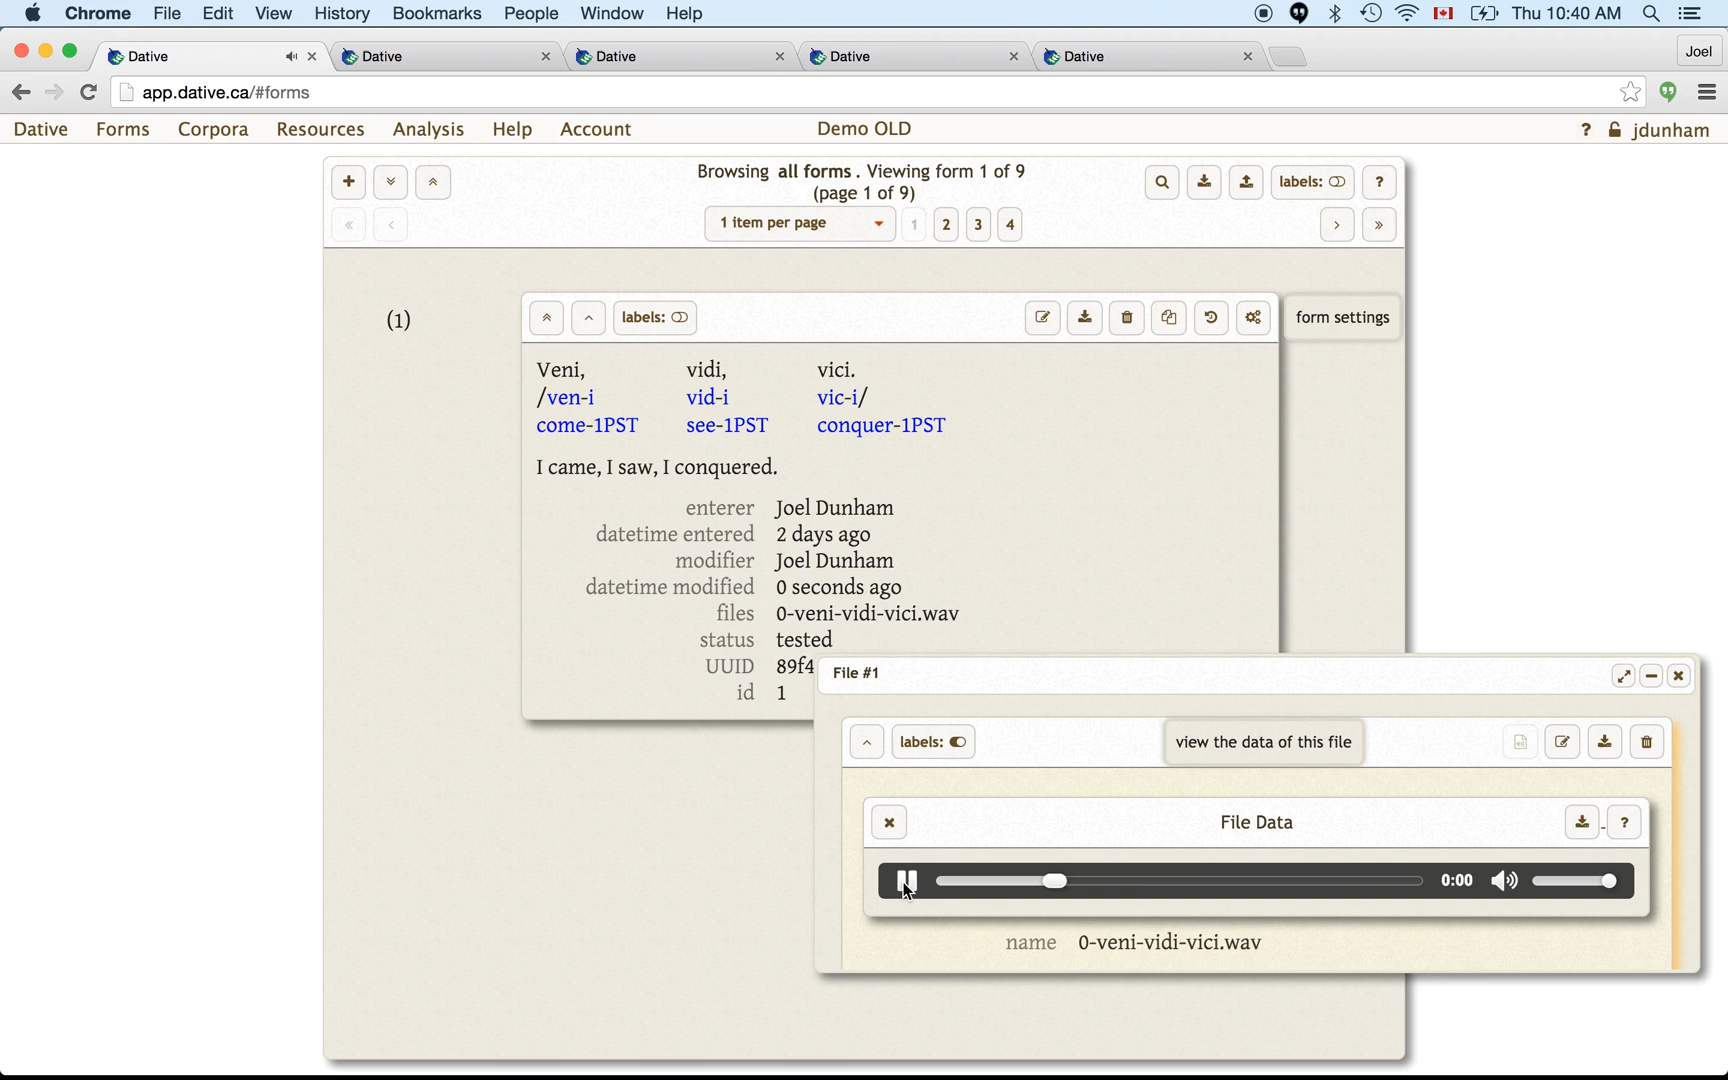 Chrome File Edit View History Bookmarks People Window Help Thu 10:40 AM
Dative Dative Dative Dative Dative Joel
app.dative.ca/#forms
Dative Forms Corpora Resources Analysis Help Account Demo OLD ? jdunham
Browsing all forms . Viewing form 1 of 9
(page 1 of 9)
labels: ?
1 item per page 1 2 3 4
(1)
labels: form settings
Veni, vidi, vici.
/ven-i vid-i vic-i/
come-1PST see-1PST conquer-1PST
I came, I saw, I conquered.
enterer Joel Dunham
datetime entered 2 days ago
modifier Joel Dunham
datetime modified 0 seconds ago
files 0-veni-vidi-vici.wav
status tested
UUID 89f4
id 1
File #1
labels: view the data of this file
File Data ?
0:00
name 0-veni-vidi-vici.wav